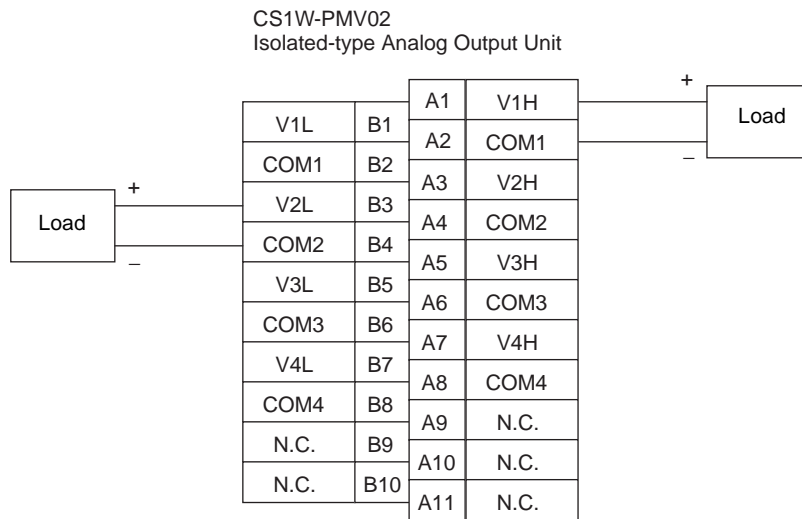 CS1W-PMV02
Isolated-type Analog Output Unit
A1 V1H
+
Load
V1L B1
A2 COM1
−
COM1 B2
A3 V2H
+
Load
V2L B3
A4 COM2
−
COM2 B4
A5 V3H
V3L B5
A6 COM3
COM3 B6
A7 V4H
V4L B7
A8 COM4
COM4 B8
A9 N.C.
N.C. B9
A10 N.C.
N.C. B10
A11 N.C.